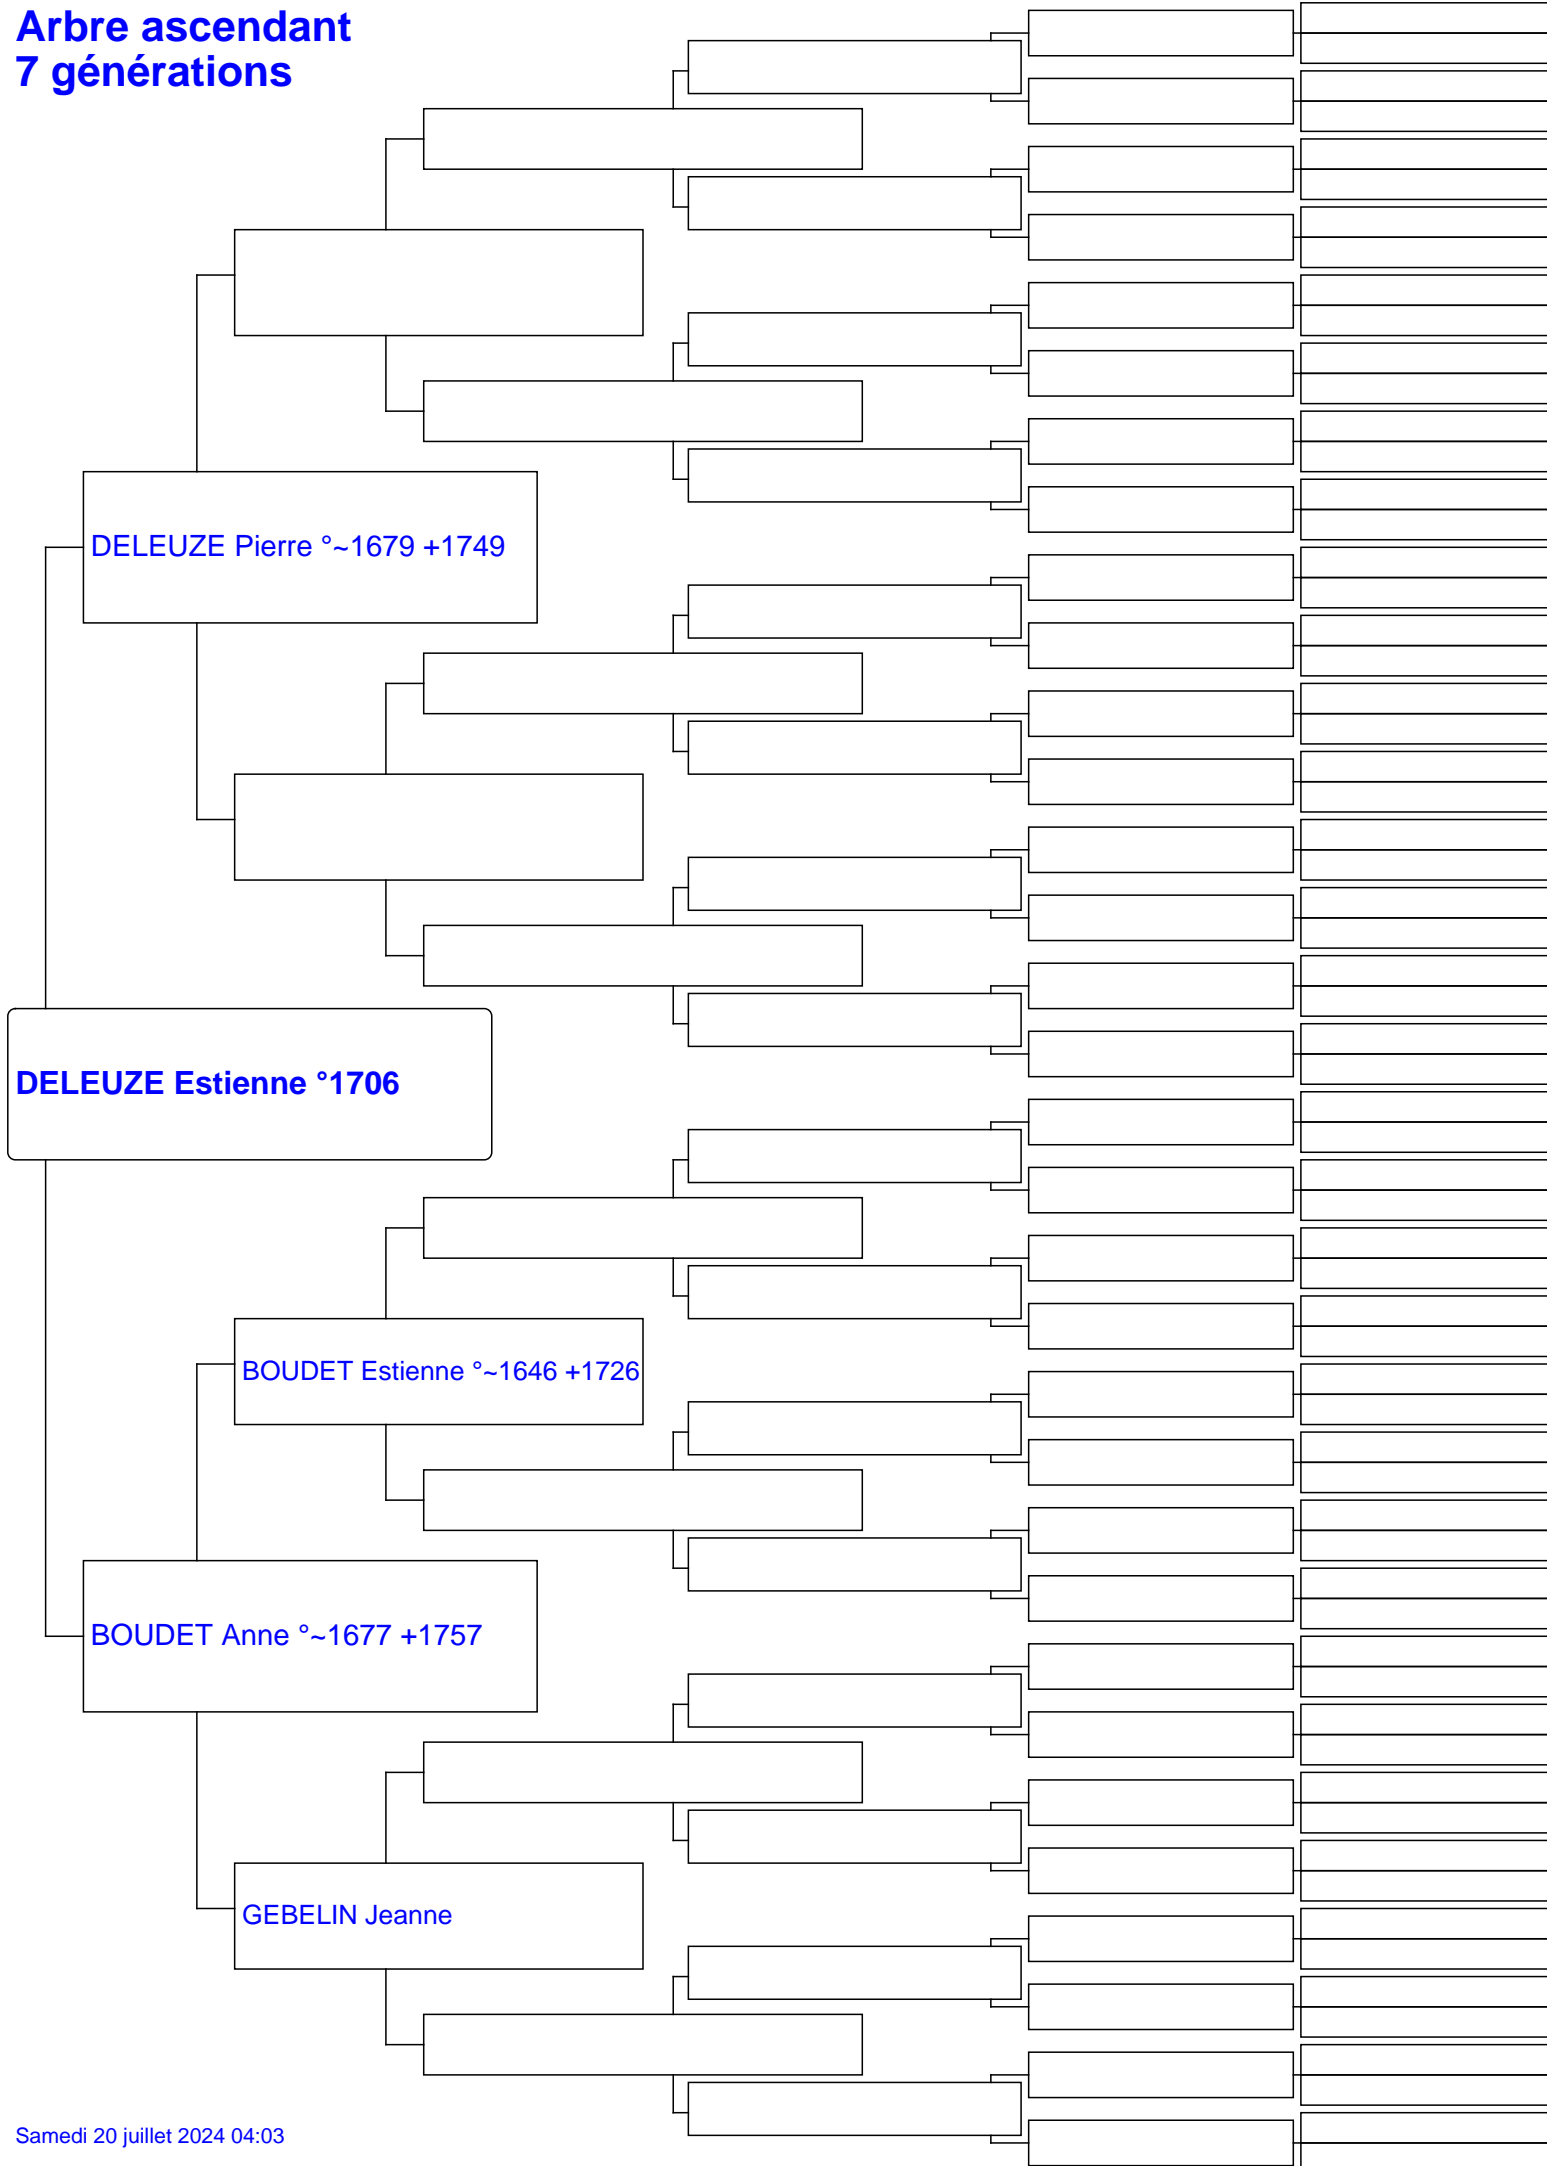 Arbre ascendant
7 générations
DELEUZE Pierre °~1679 +1749
DELEUZE Estienne °1706
BOUDET Estienne °~1646 +1726
BOUDET Anne °~1677 +1757
GEBELIN Jeanne
Samedi 20 juillet 2024 04:03